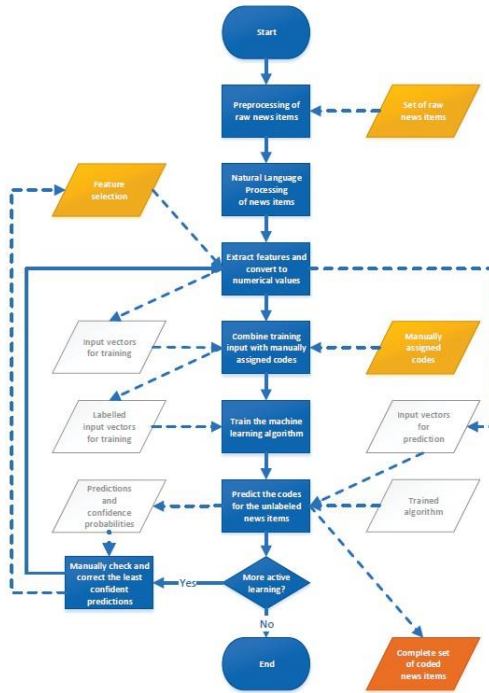 Start
Preprocessing of
raw news items
Set of raw
news items
Feature
selection
Natural Language
Processing
of news items
Extract features and
convert to
numerical values
Input vectors
for training
Combine training
input with manually
assigned codes
Manually
assigned
codes
Labelled
input vectors
for training
Train the machine
learning algorithm
Input vectors
for
prediction
Predictions
and
confidence
probabilities
Predict the codes
for the unlabeled
news items
Trained
algorithm
Manually check and
correct the least
confident
predictions
Yes
More active
learning?
No
End
Complete set
of coded
news items